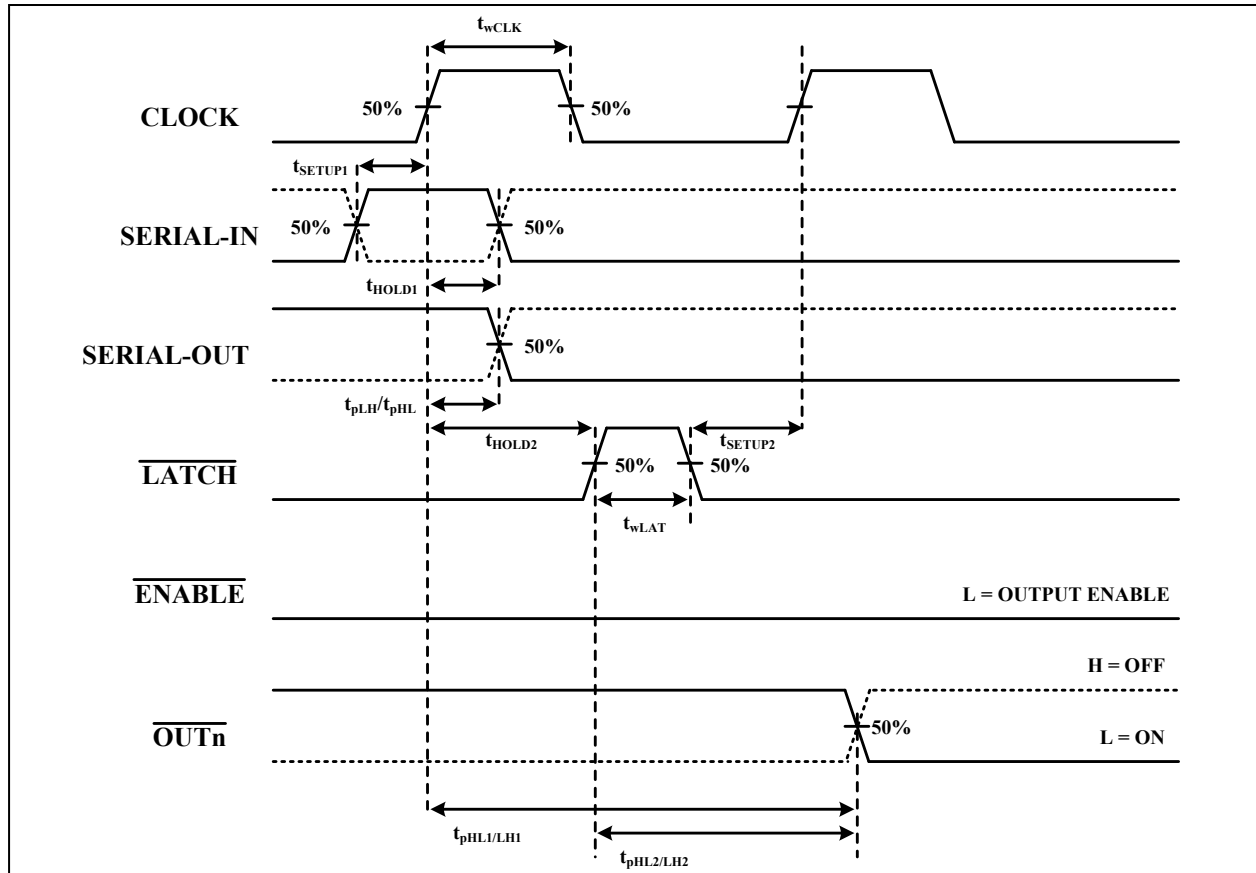 twCLK
50%
50%
CLOCK
tSETUP1
50%
50%
SERIAL-IN
tHOLD1
50%
SERIAL-OUT
tpLH/tpHL
tHOLD2
tSETUP2
50%
50%
LATCH
twLAT
ENABLE
L = OUTPUT ENABLE
H = OFF
50%
OUTn
L = ON
tpHL1/LH1
tpHL2/LH2